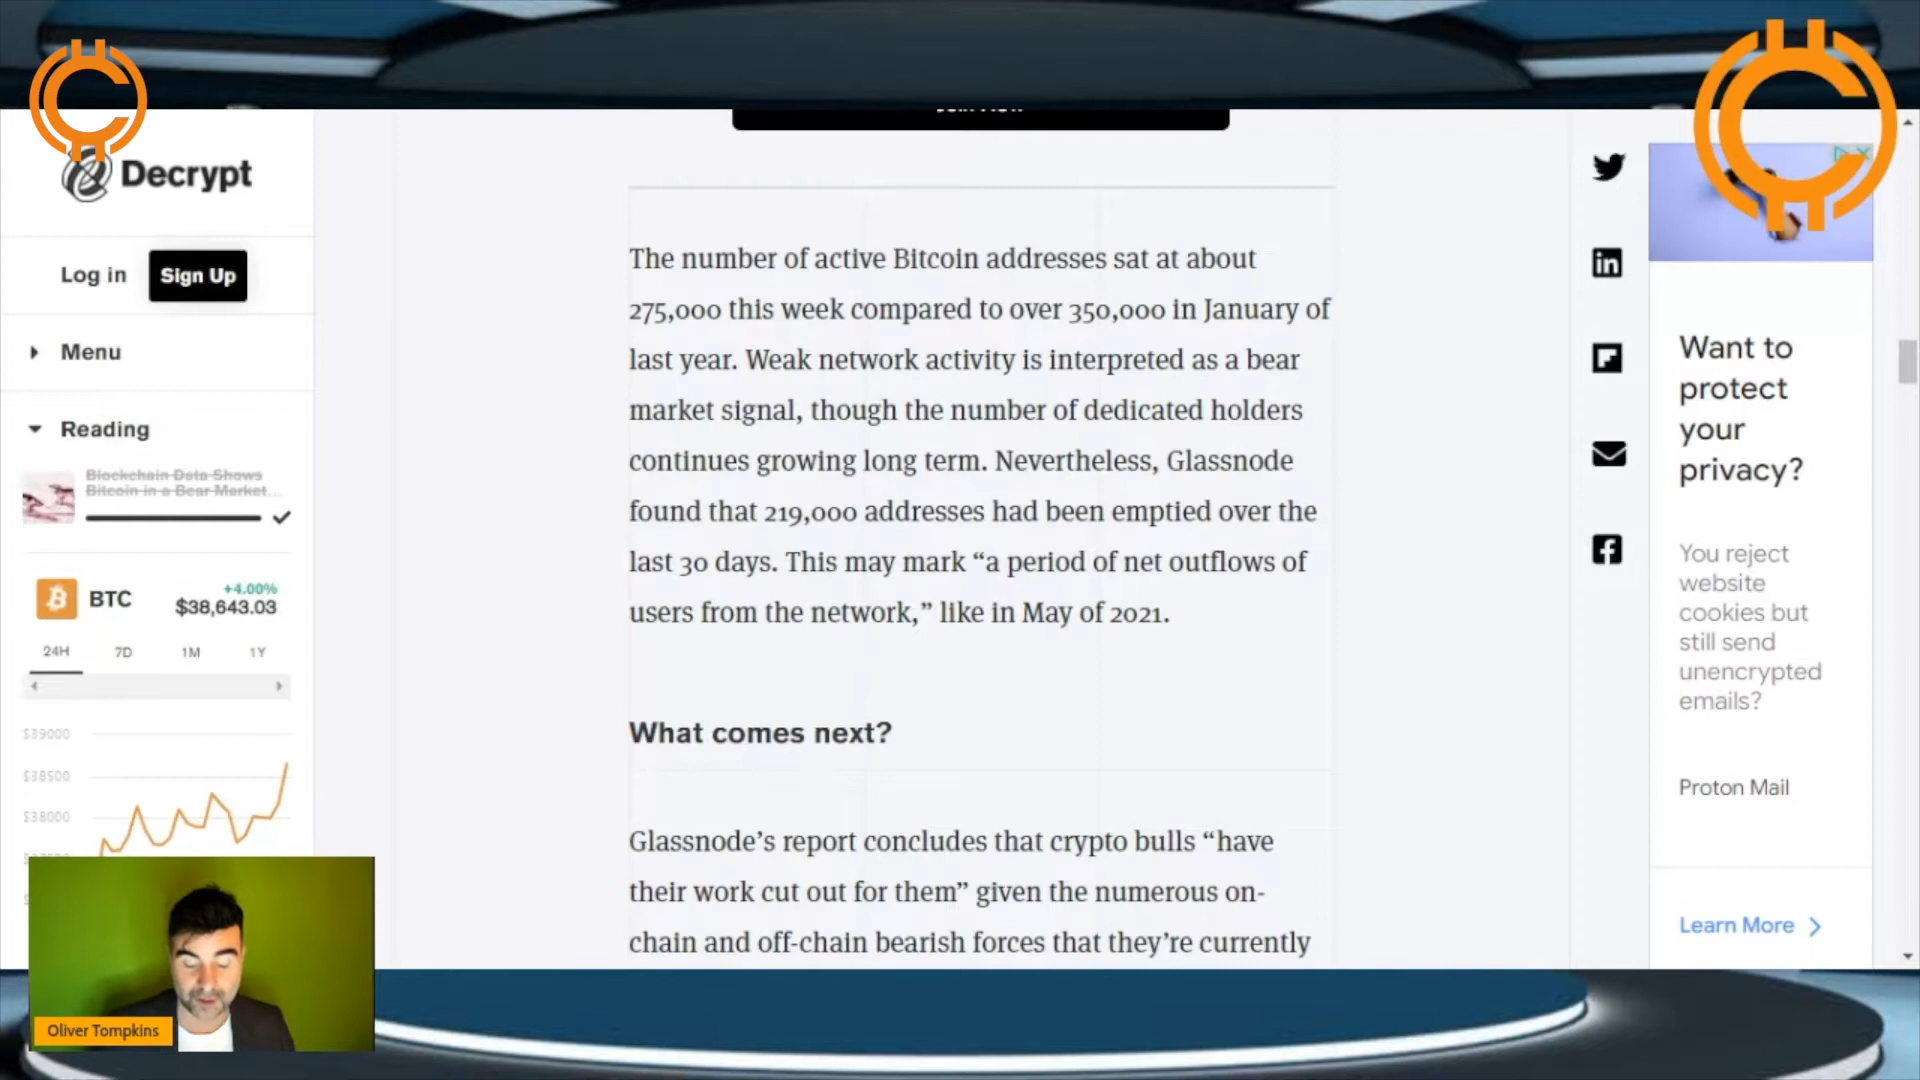 Join Now
Decrypt
Log in
Sign Up
Menu
Reading
Blockchain Data Shows
Bitcoin in a Bear Market...
BTC
+4.00%
$38,643.03
24H
7D
1M
1Y
$39000
$38500
$38000
The number of active Bitcoin addresses sat at about
275,000 this week compared to over 350,000 in January of
last year. Weak network activity is interpreted as a bear
market signal, though the number of dedicated holders
continues growing long term. Nevertheless, Glassnode
found that 219,000 addresses had been emptied over the
last 30 days. This may mark “a period of net outflows of
users from the network,” like in May of 2021.
What comes next?
Glassnode’s report concludes that crypto bulls “have
their work cut out for them” given the numerous on-
chain and off-chain bearish forces that they’re currently
Want to
protect
your
privacy?
You reject
website
cookies but
still send
unencrypted
emails?
Proton Mail
Learn More
Oliver Tompkins